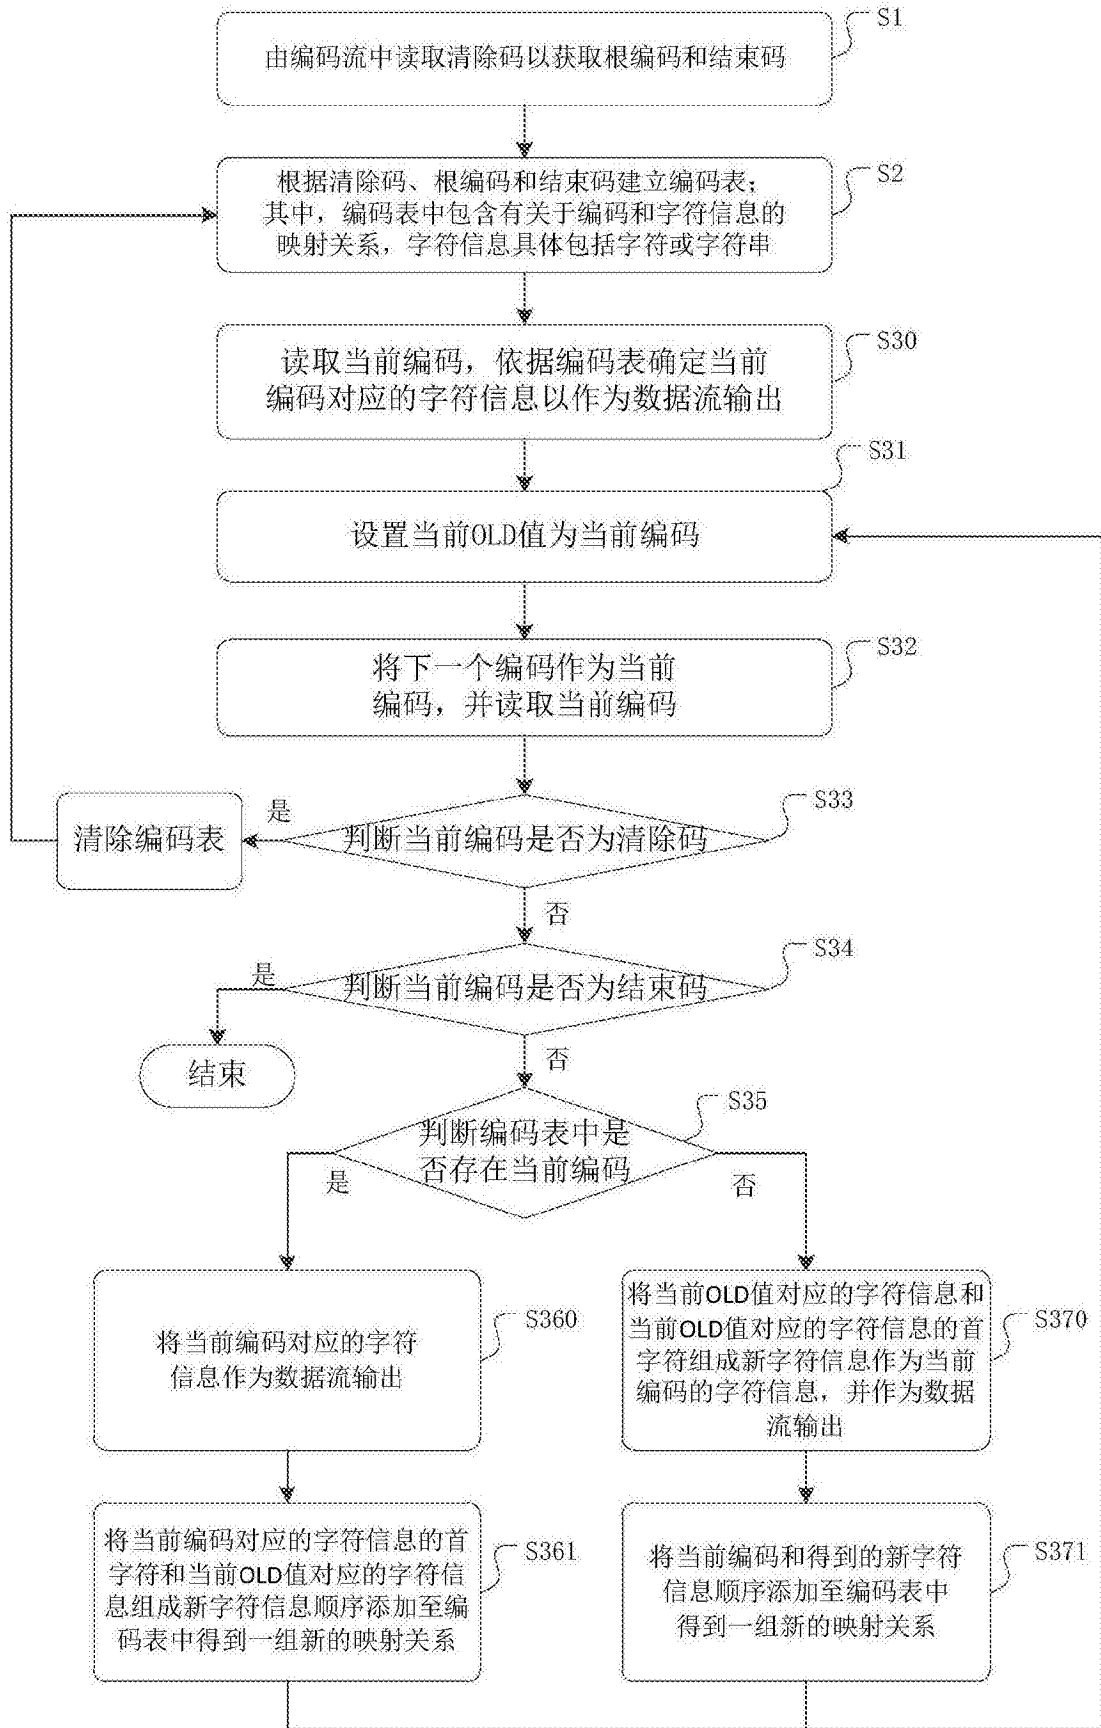 S1
由编码流中读取清除码以获取根编码和结束码
S2
根据清除码、根编码和结束码建立编码表；
其中，编码表中包含有关于编码和字符信息的
映射关系，字符信息具体包括字符或字符串
S30
读取当前编码，依据编码表确定当前
编码对应的字符信息以作为数据流输出
S31
设置当前OLD值为当前编码
S32
将下一个编码作为当前
编码，并读取当前编码
S33
判断当前编码是否为清除码
是
清除编码表
否
S34
判断当前编码是否为结束码
是
结束
否
S35
判断编码表中是
否存在当前编码
是
否
S360
将当前编码对应的字符
信息作为数据流输出
S370
将当前OLD值对应的字符信息和
当前OLD值对应的字符信息的首
字符组成新字符信息作为当前
编码的字符信息，并作为数据
流输出
S361
将当前编码对应的字符信息的首
字符和当前OLD值对应的字符信
息组成新字符信息顺序添加至编
码表中得到一组新的映射关系
S371
将当前编码和得到的新字符
信息顺序添加至编码表中
得到一组新的映射关系